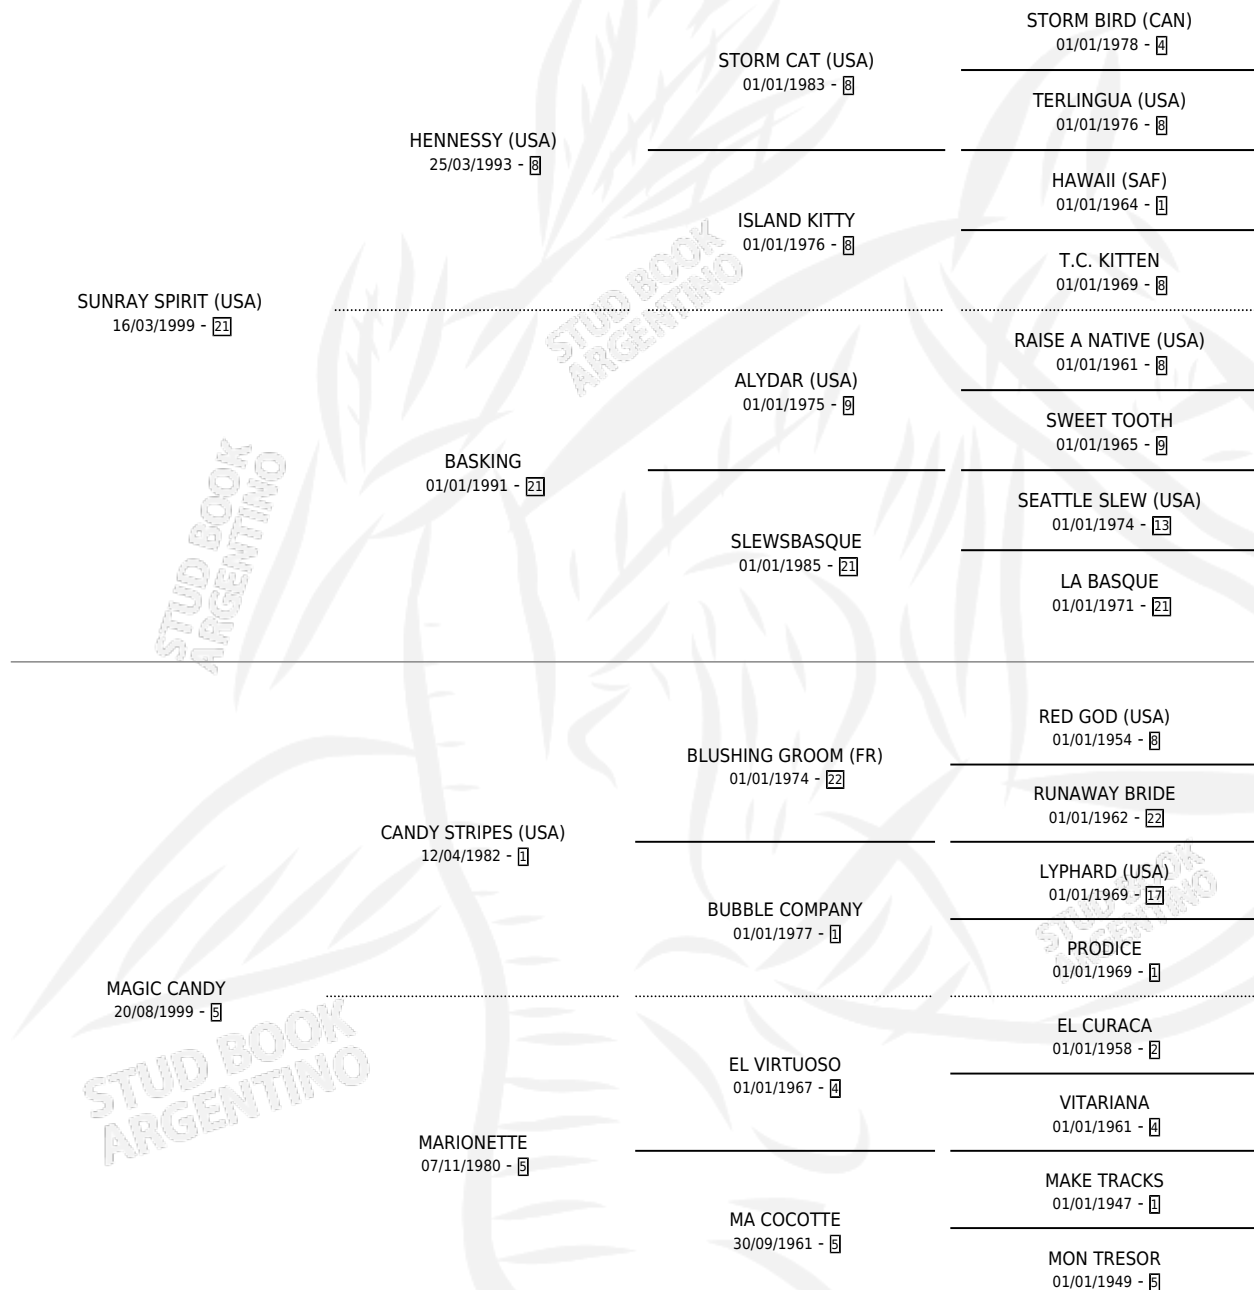 STORM BIRD (CAN)
01/01/1978 - 4
STORM CAT (USA)
01/01/1983 - 8
TERLINGUA (USA)
01/01/1976 - 8
HENNESSY (USA)
25/03/1993 - 8
HAWAII (SAF)
01/01/1964 - 1
ISLAND KITTY
01/01/1976 - 8
T.C. KITTEN
01/01/1969 - 8
SUNRAY SPIRIT (USA)
16/03/1999 - 21
RAISE A NATIVE (USA)
01/01/1961 - 8
ALYDAR (USA)
01/01/1975 - 9
SWEET TOOTH
01/01/1965 - 9
BASKING
01/01/1991 - 21
SEATTLE SLEW (USA)
01/01/1974 - 13
SLEWSBASQUE
01/01/1985 - 21
LA BASQUE
01/01/1971 - 21
RED GOD (USA)
01/01/1954 - 8
BLUSHING GROOM (FR)
01/01/1974 - 22
RUNAWAY BRIDE
01/01/1962 - 22
CANDY STRIPES (USA)
12/04/1982 - 1
LYPHARD (USA)
01/01/1969 - 17
BUBBLE COMPANY
01/01/1977 - 1
PRODICE
01/01/1969 - 1
MAGIC CANDY
20/08/1999 - 5
EL CURACA
01/01/1958 - 2
EL VIRTUOSO
01/01/1967 - 4
VITARIANA
01/01/1961 - 4
MARIONETTE
07/11/1980 - 5
MAKE TRACKS
01/01/1947 - 1
MA COCOTTE
30/09/1961 - 5
MON TRESOR
01/01/1949 - 5
STUD BOOK
ARGENTINO
STUD BOOK
ARGENTINO
STUD BOOK
ARGENTINO
STUD BOOK
ARGENTINO